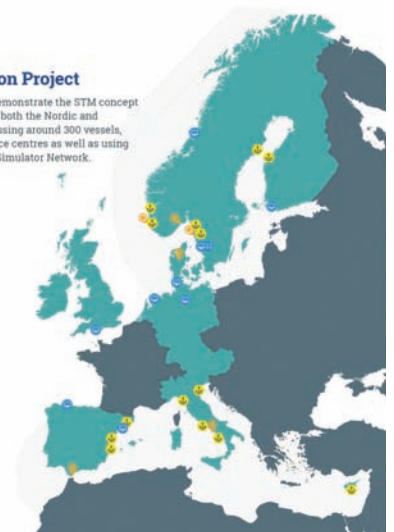 on Project
emonstrate the STM concept
both the Nordic and
ssing around 300 vessels,
ce centres as well as using
Simulator Network.